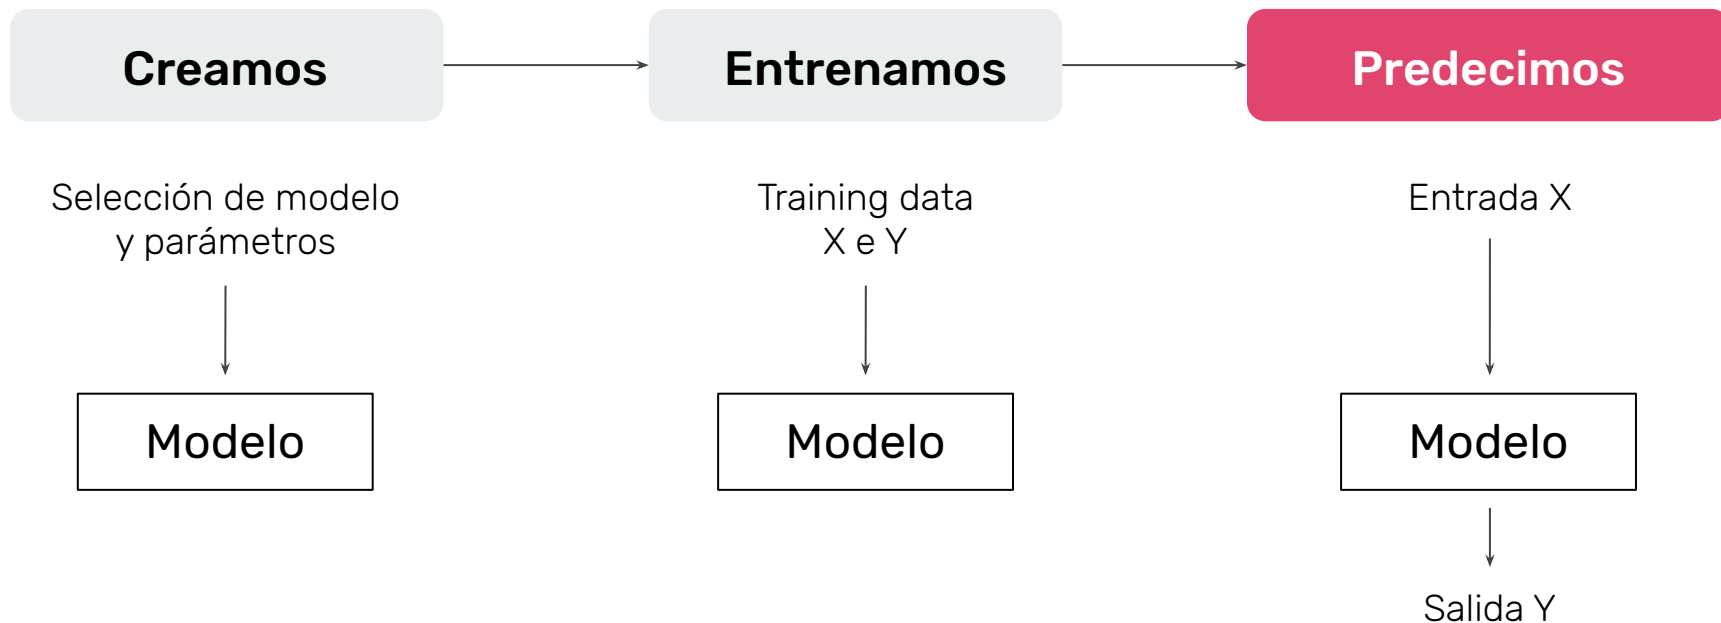 Creamos
Entrenamos
Predecimos
Selección de modelo
y parámetros
Training data
X e Y
Entrada X
Modelo
Modelo
Modelo
Salida Y